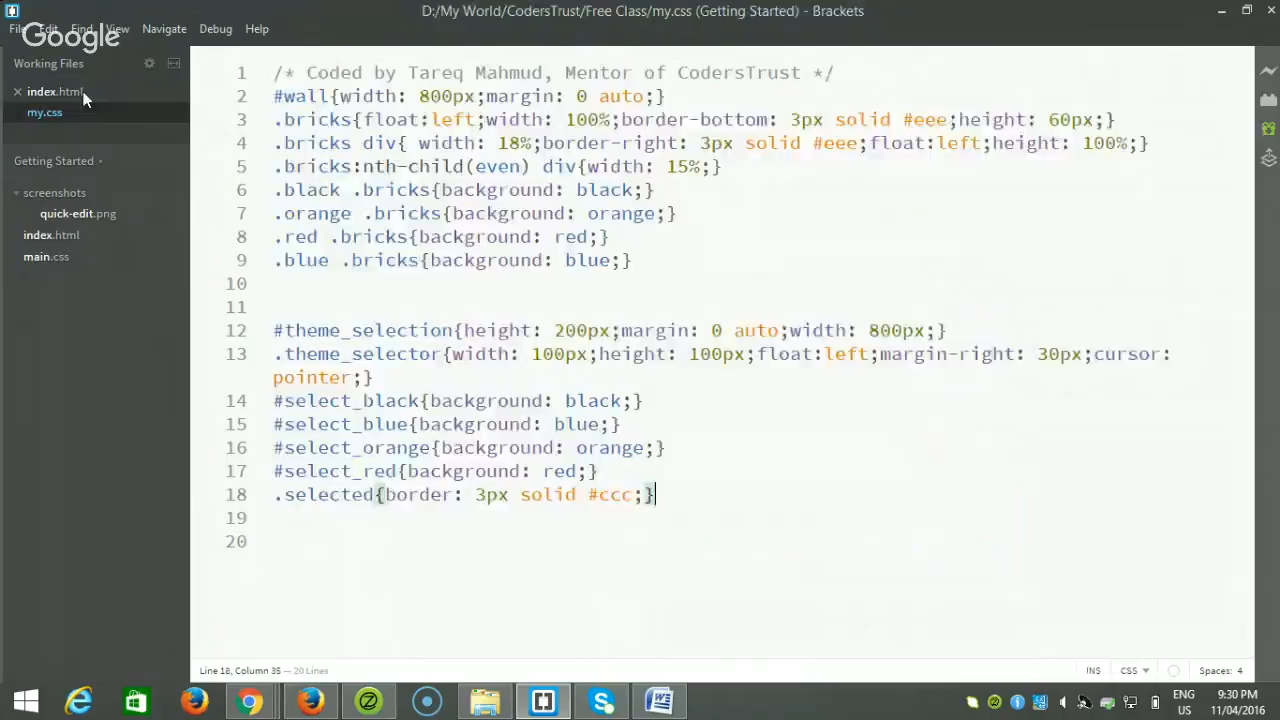 D:/My World/CodersTrust/Free Class/my.css (Getting Started) - Brackets
File Edit Find View Navigate Debug Help
Google
Working Files
index.html
my.css
Getting Started
screenshots
quick-edit.png
index.html
main.css
1 /* Coded by Tareq Mahmud, Mentor of CodersTrust */
2 #wall{width: 800px;margin: 0 auto;}
3 .bricks{float:left;width: 100%;border-bottom: 3px solid #eee;height: 60px;}
4 .bricks div{ width: 18%;border-right: 3px solid #eee;float:left;height: 100%;}
5 .bricks:nth-child(even) div{width: 15%;}
6 .black .bricks{background: black;}
7 .orange .bricks{background: orange;}
8 .red .bricks{background: red;}
9 .blue .bricks{background: blue;}
10
11
12 #theme_selection{height: 200px;margin: 0 auto;width: 800px;}
13 .theme_selector{width: 100px;height: 100px;float:left;margin-right: 30px;cursor:
pointer;}
14 #select_black{background: black;}
15 #select_blue{background: blue;}
16 #select_orange{background: orange;}
17 #select_red{background: red;}
18 .selected{border: 3px solid #ccc;}
19
20
Line 18, Column 35 — 20 Lines
INS CSS Spaces: 4
ENG
US
9:30 PM
11/04/2016